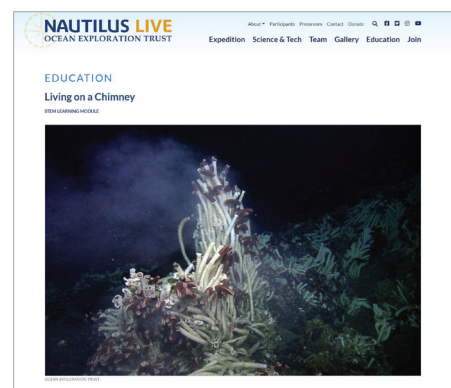 NAUTILUS LIVE
OCEAN EXPLORATION TRUST
About Participants Pressroom Contact Donate
Expedition Science & Tech Team Gallery Education Join
EDUCATION
Living on a Chimney
STEM LEARNING MODULE
OCEAN EXPLORATION TRUST